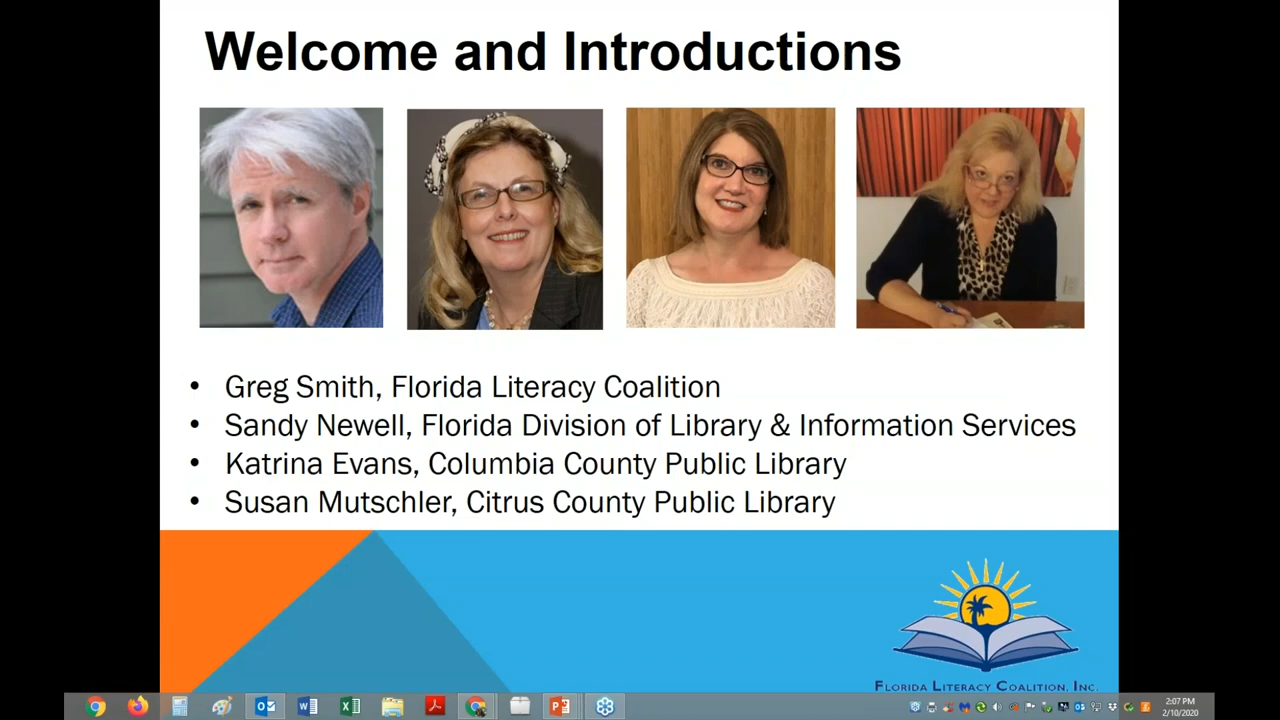 Welcome and Introductions
• Greg Smith, Florida Literacy Coalition
• Sandy Newell, Florida Division of Library & Information Services
• Katrina Evans, Columbia County Public Library
• Susan Mutschler, Citrus County Public Library
FLORIDA LITERACY COALITION, INC.
2:07 PM
2/10/2020